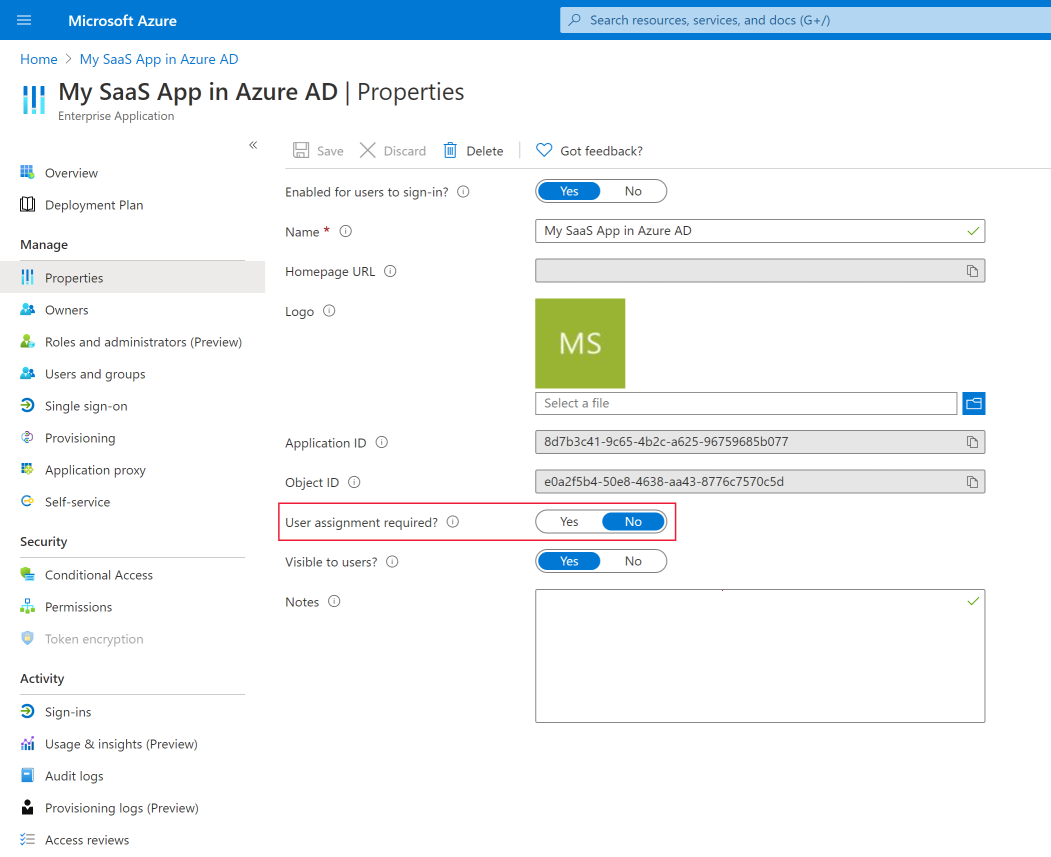 Microsoft Azure
Search resources, services, and docs (G+/)
Home > My SaaS App in Azure AD
My SaaS App in Azure AD | Properties
Enterprise Application
«
Overview
Deployment Plan
Manage
Properties
Owners
Roles and administrators (Preview)
Users and groups
Single sign-on
Provisioning
Application proxy
Self-service
Security
Conditional Access
Permissions
Token encryption
Activity
Sign-ins
Usage & insights (Preview)
Audit logs
Provisioning logs (Preview)
Access reviews
Save Discard Delete Got feedback?
Enabled for users to sign-in? Yes No
Name * My SaaS App in Azure AD
Homepage URL
Logo
MS
Select a file
Application ID 8d7b3c41-9c65-4b2c-a625-96759685b077
Object ID e0a2f5b4-50e8-4638-aa43-8776c7570c5d
User assignment required? Yes No
Visible to users? Yes No
Notes